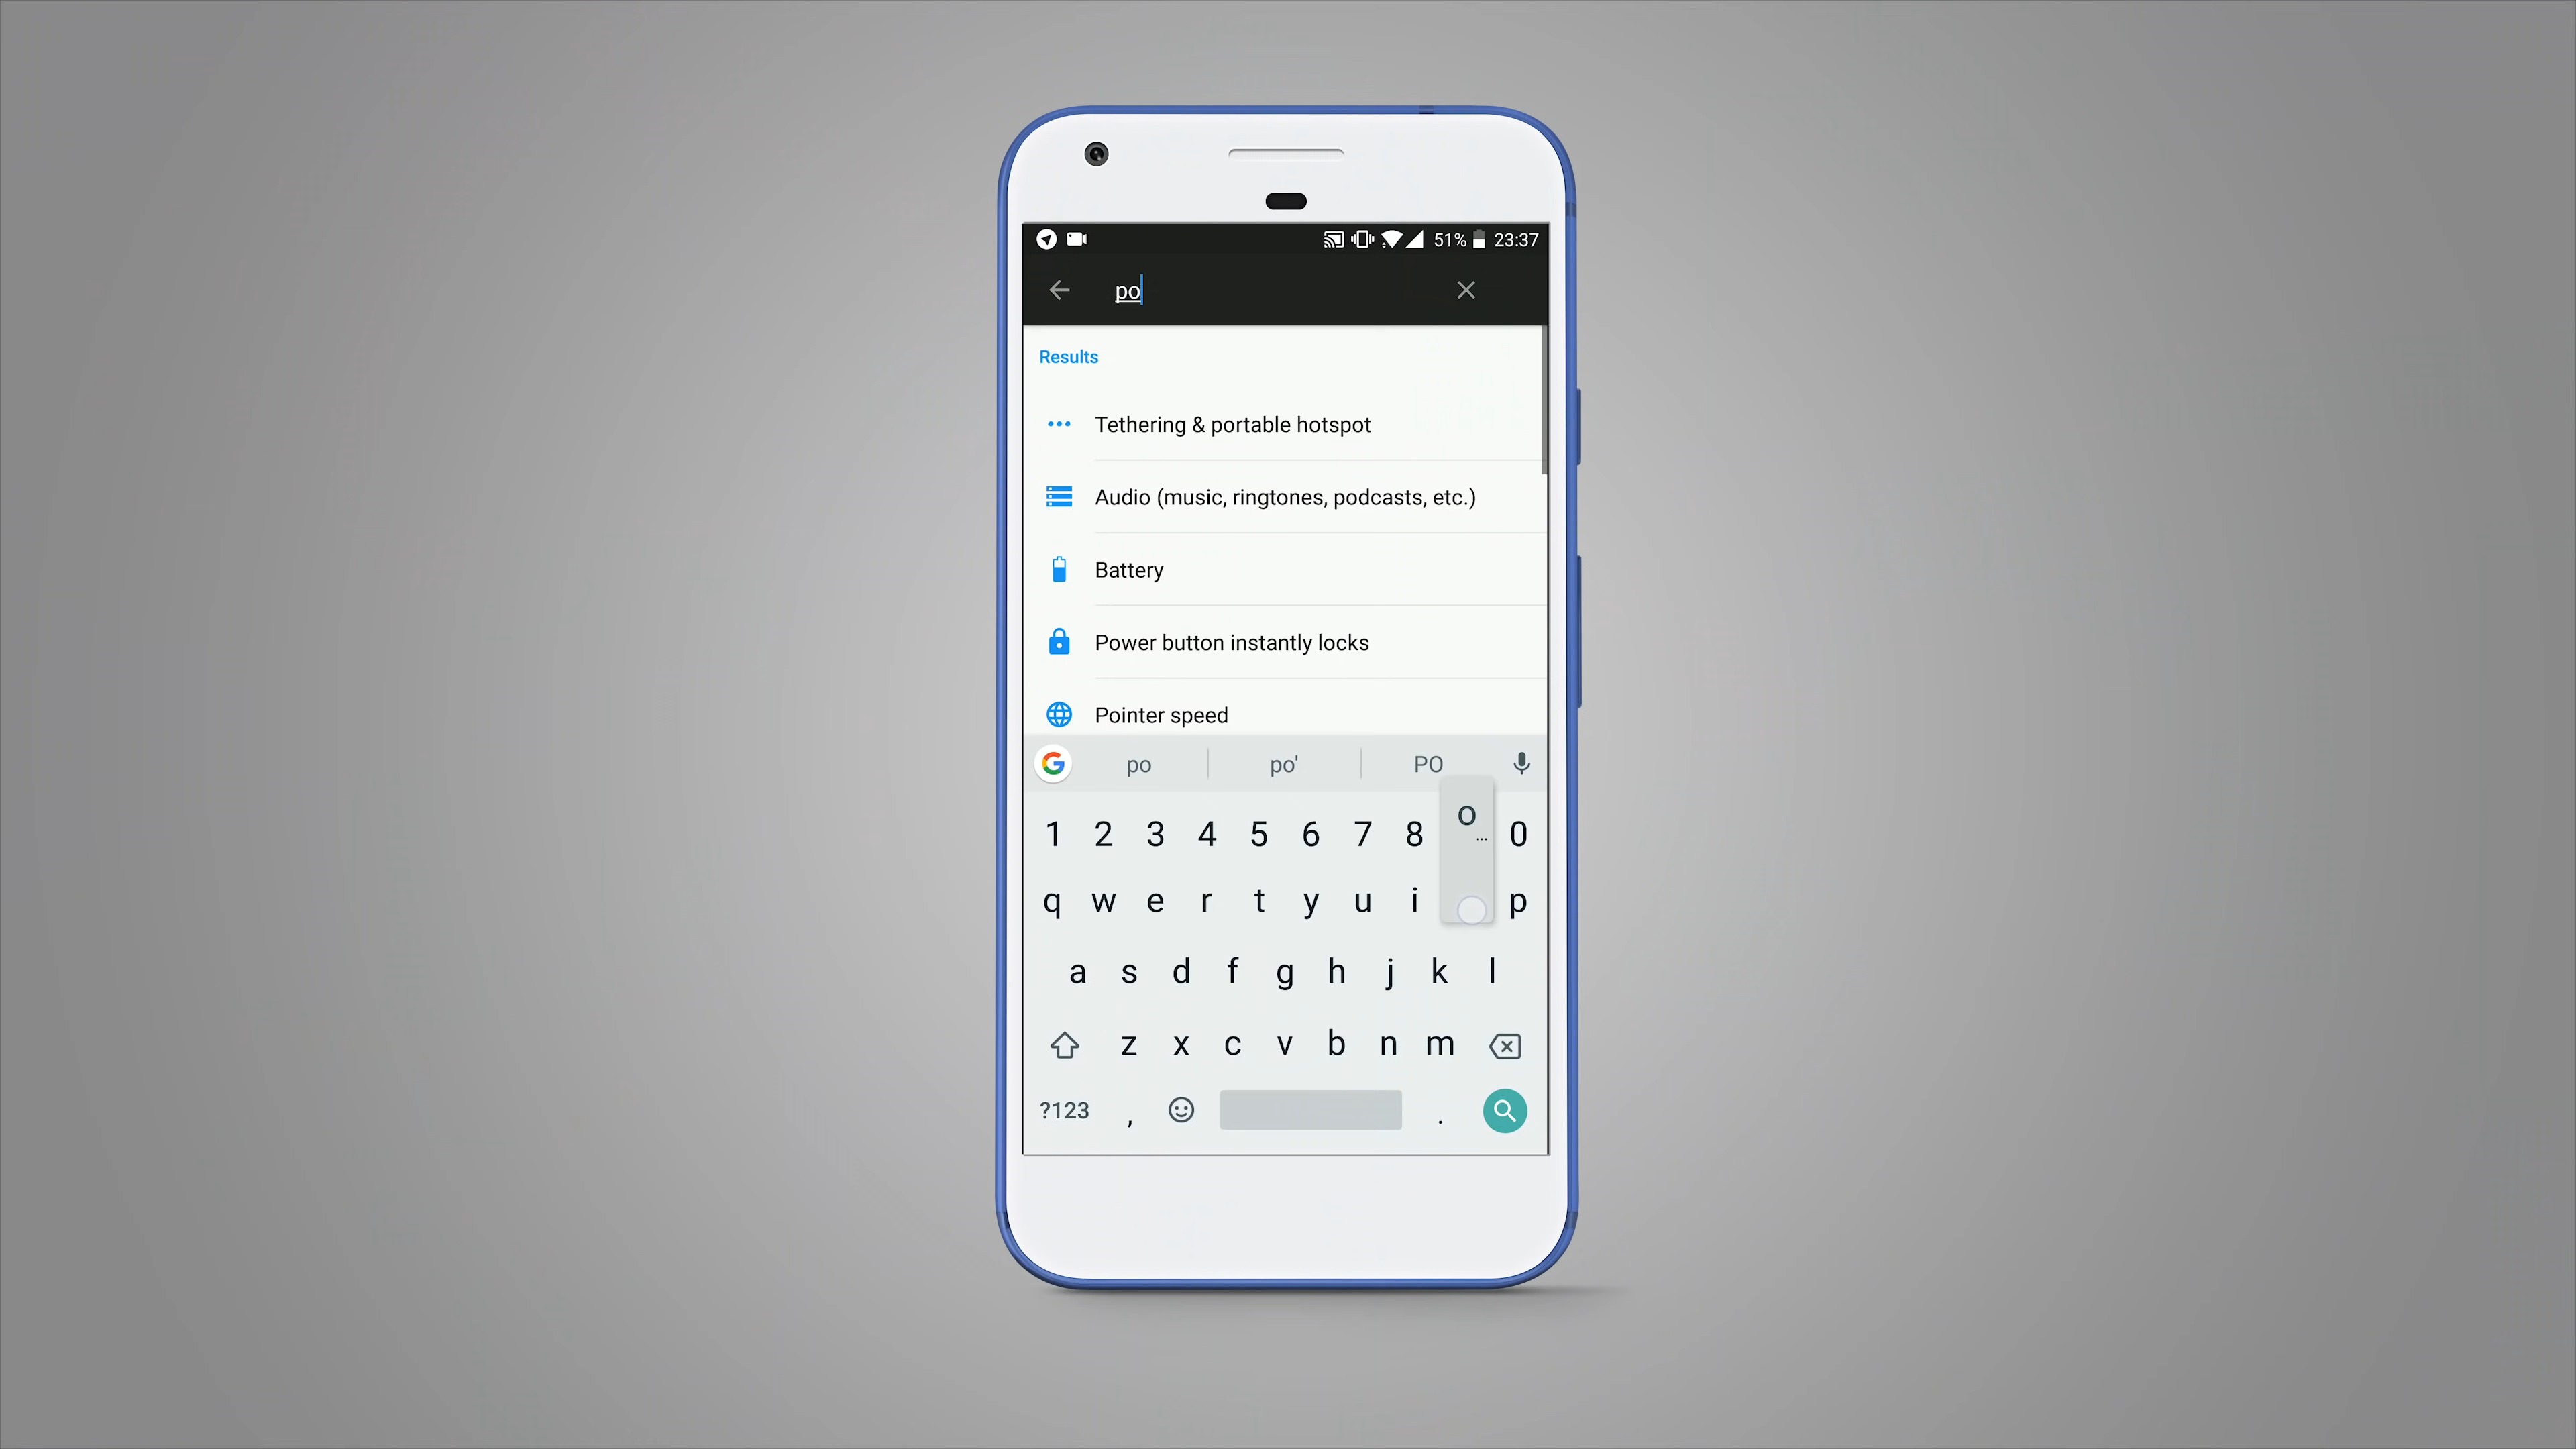 51% 23:37
po
Results
Tethering & portable hotspot
Audio (music, ringtones, podcasts, etc.)
Battery
Power button instantly locks
Pointer speed
G po po' PO
1 2 3 4 5 6 7 8 o... 0
q w e r t y u i p
a s d f g h j k l
z x c v b n m
?123 , .